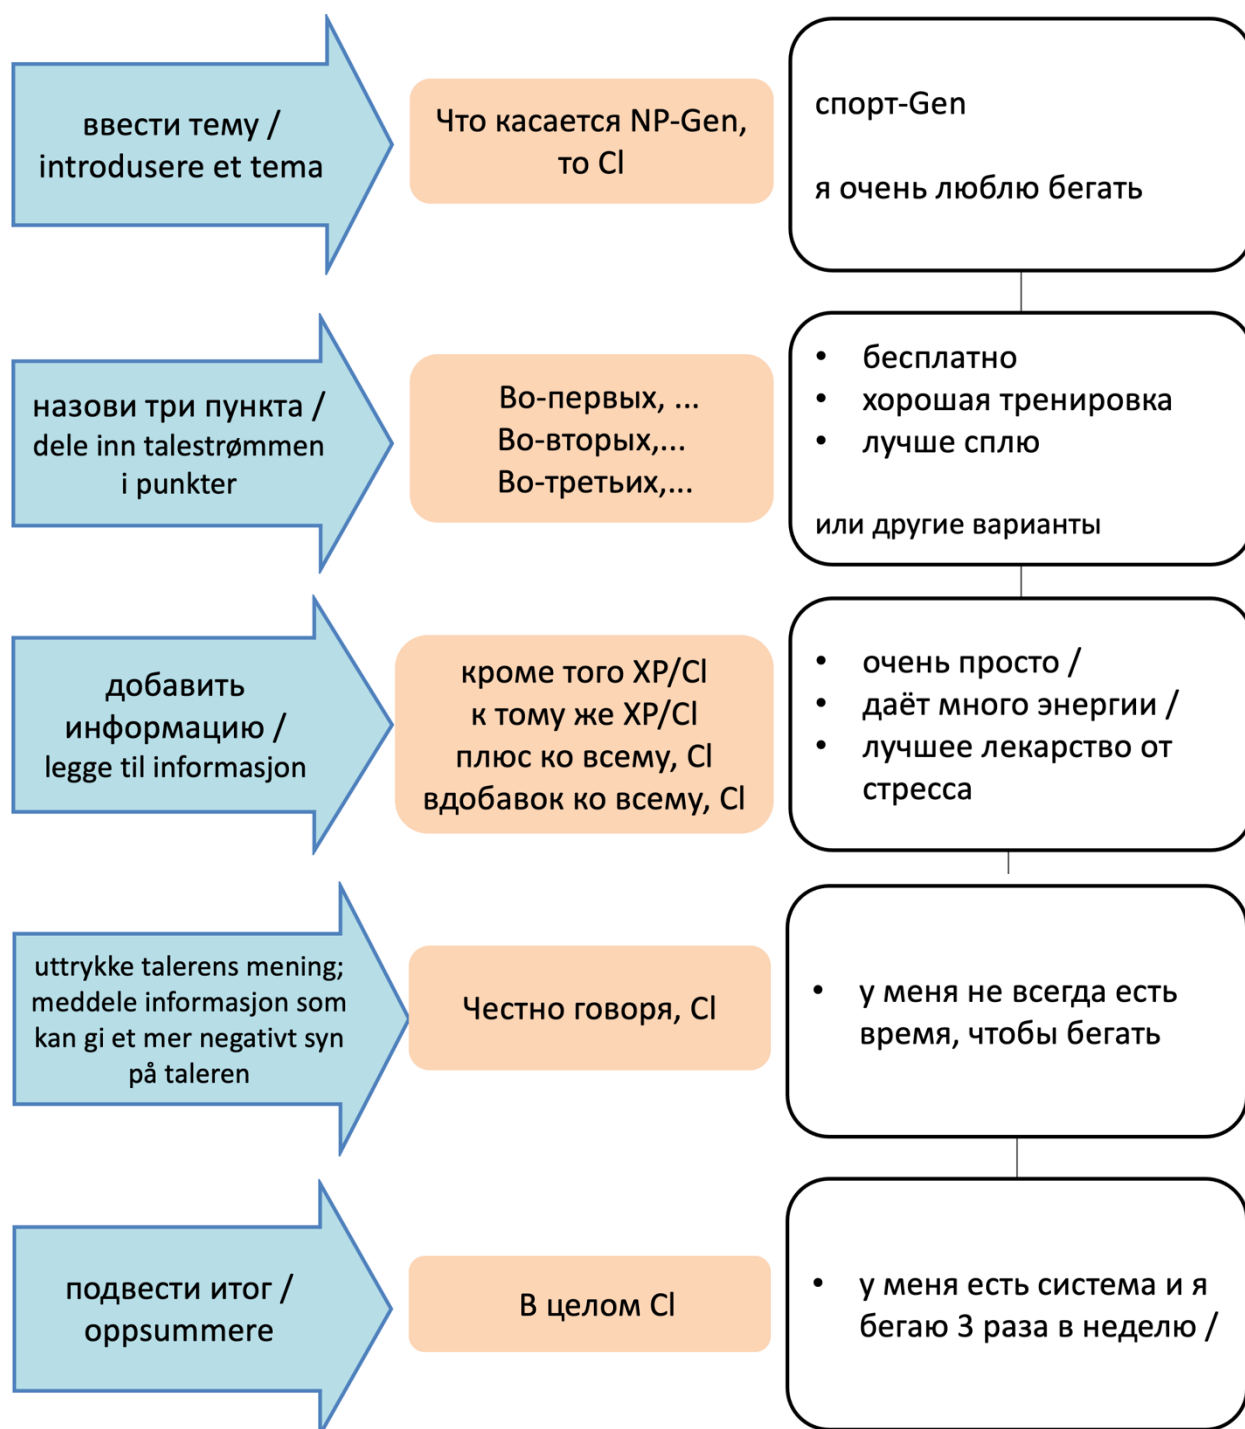 ввести тему /
introdusere et tema
Что касается NP-Gen,
то Cl
спорт-Gen
я очень люблю бегать
назови три пункта /
dele inn talestrømmen
i punkter
Во-первых, ...
Во-вторых,...
Во-третьих,...
• бесплатно
• хорошая тренировка
• лучше сплю
или другие варианты
добавить
информацию /
legge til informasjon
кроме того XP/Cl
к тому же XP/Cl
плюс ко всему, Cl
вдобавок ко всему, Cl
• очень просто /
• даёт много энергии /
• лучшее лекарство от
стресса
uttrykke talerens mening;
meddele informasjon som
kan gi et mer negativt syn
på taleren
Честно говоря, Cl
• у меня не всегда есть
время, чтобы бегать
подвести итог /
oppsummere
В целом Cl
• у меня есть система и я
бегаю 3 раза в неделю /